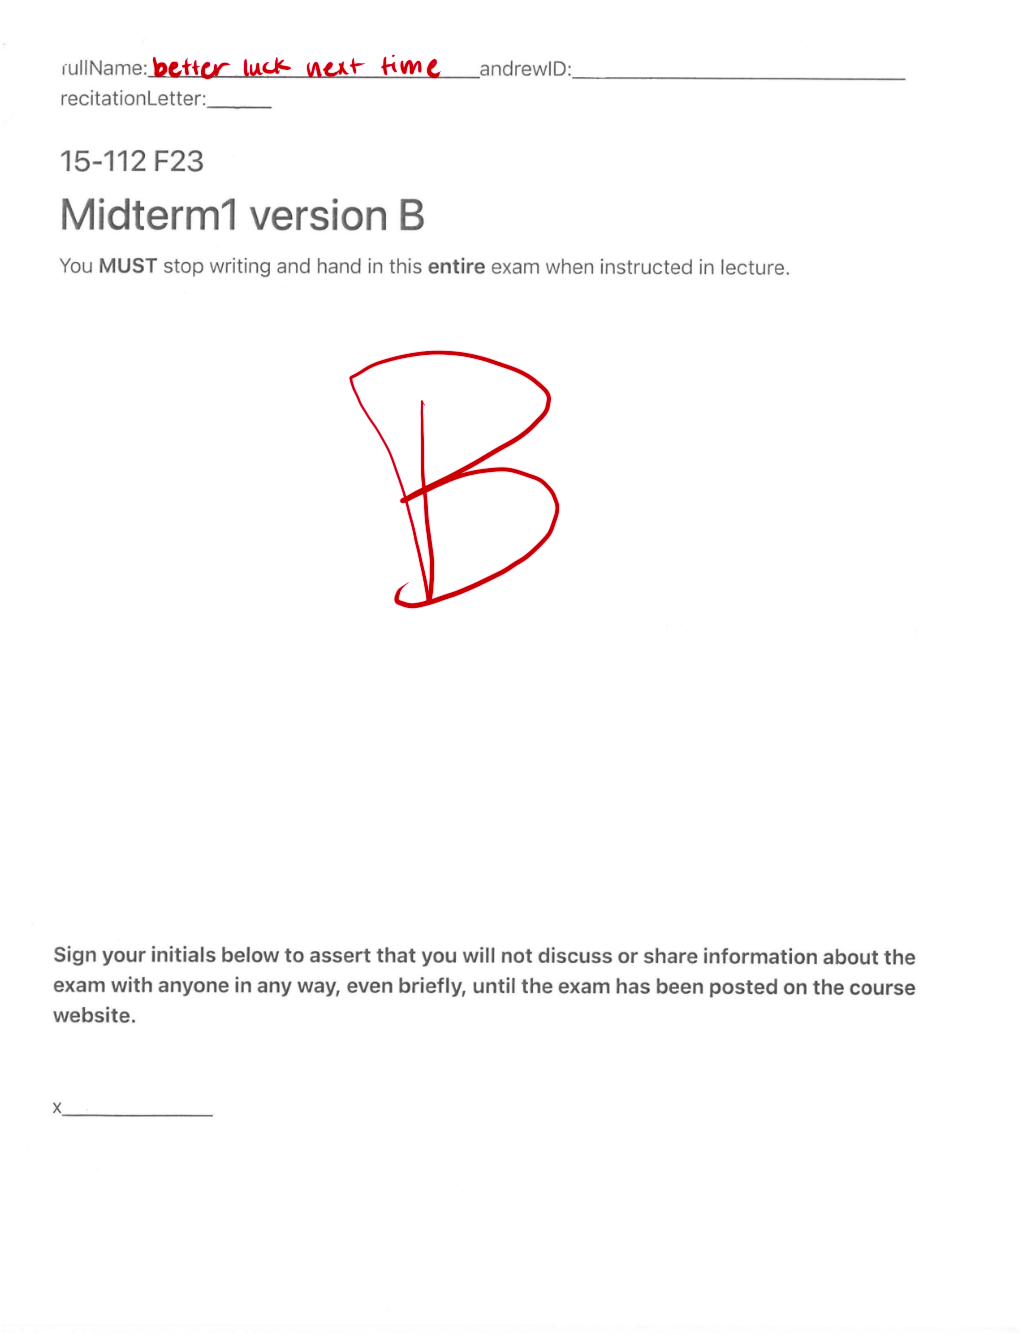 fullName: better luck next time andrewID:
recitationLetter:
15-112 F23
Midterm1 version B
You MUST stop writing and hand in this entire exam when instructed in lecture.
B
Sign your initials below to assert that you will not discuss or share information about the
exam with anyone in any way, even briefly, until the exam has been posted on the course
website.
x